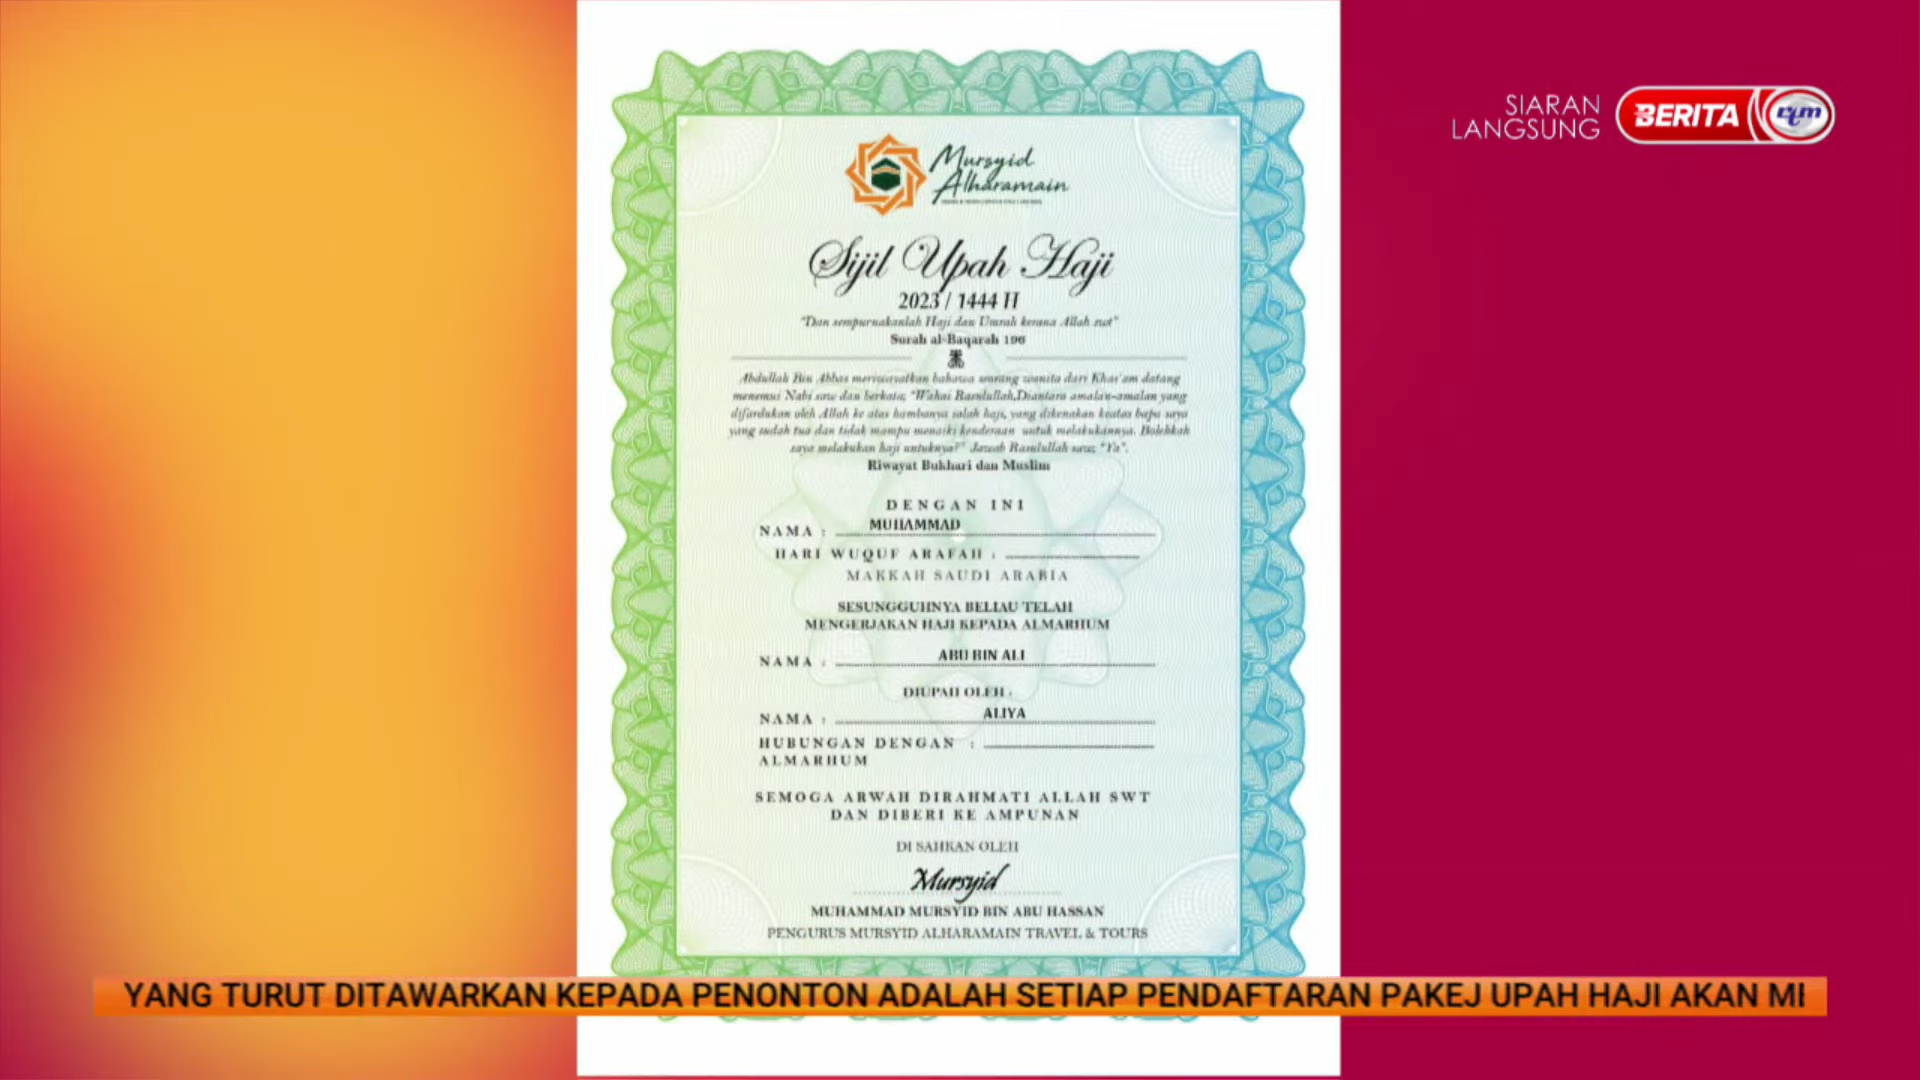 SIARAN
LANGSUNG
BERITA rtm
Mursyid
Alharamain
Sijil Upah Haji
2023 / 1444 H
"Dan sempurnakanlah Haji dan Umrah kerana Allah swt"
Surah al-Baqarah 196
Abdullah Bin Abbas meriwayatkan bahawa seorang wanita dari Khas'am datang
menemui Nabi saw dan berkata; "Wahai Rasulullah,Diantara amalan-amalan yang
difardukan oleh Allah ke atas hambanya ialah haji, yang dikenakan keatas bapa saya
yang sudah tua dan tidak mampu menaiki kenderaan untuk melakukannya. Bolehkah
saya melakukan haji untuknya?" Jawab Rasulullah saw; "Ya".
Riwayat Bukhari dan Muslim
DENGAN INI
NAMA : MUHAMMAD
HARI WUQUF ARAFAH :
MAKKAH SAUDI ARABIA
SESUNGGUHNYA BELIAU TELAH
MENGERJAKAN HAJI KEPADA ALMARHUM
NAMA : ABU BIN ALI
DIUPAH OLEH :
NAMA : ALIYA
HUBUNGAN DENGAN :
ALMARHUM
SEMOGA ARWAH DIRAHMATI ALLAH SWT
DAN DIBERI KE AMPUNAN
DI SAHKAN OLEH
Mursyid
MUHAMMAD MURSYID BIN ABU HASSAN
PENGURUS MURSYID ALHARAMAIN TRAVEL & TOURS
YANG TURUT DITAWARKAN KEPADA PENONTON ADALAH SETIAP PENDAFTARAN PAKEJ UPAH HAJI AKAN